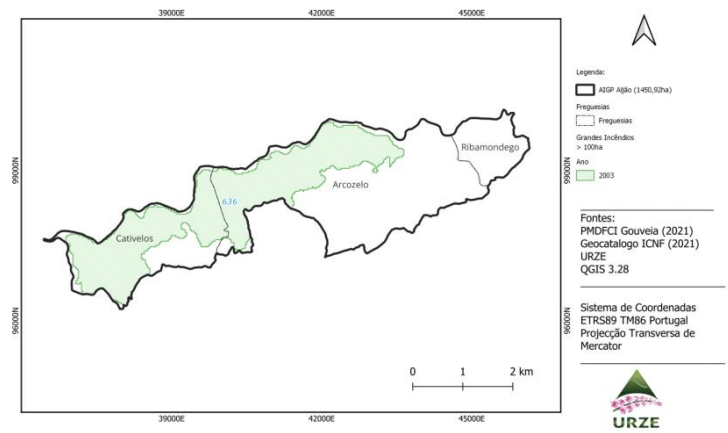 39000E 42000E 45000E
99000N
96000N
Ribamondego
Arcozelo
636
Cativelos
0 1 2 km
99000N
96000N
39000E 42000E 45000E
Legenda:
AIGP Aljão (1450,92ha)
Freguesias
Freguesias
Grandes Incêndios
> 100ha
Ano
2003
Fontes:
PMDFCI Gouveia (2021)
Geocatalogo ICNF (2021)
URZE
QGIS 3.28
Sistema de Coordenadas
ETRS89 TM86 Portugal
Projecção Transversa de
Mercator
URZE